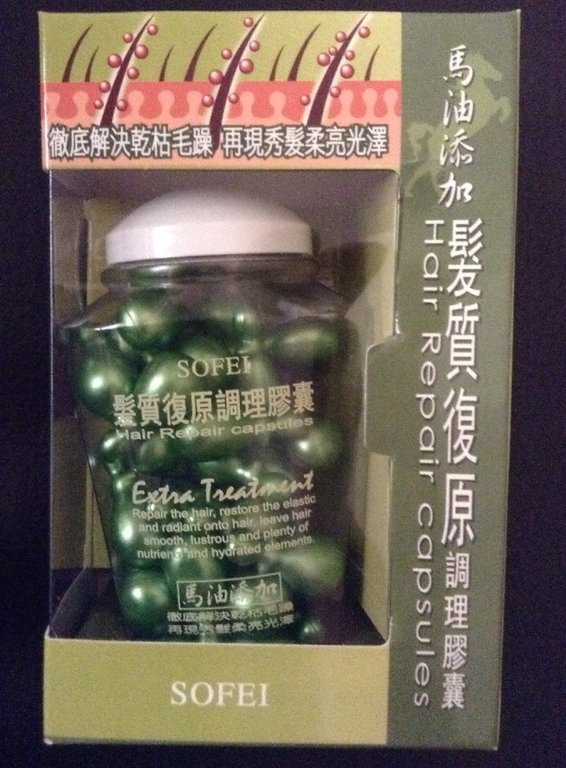 徹底解決乾枯毛躁 再現秀髮柔亮光澤
馬油添加
髮質復原調理膠囊
Hair Repair capsules
SOFEI
髮質復原調理膠囊
Hair Repair capsules
Extra Treatment
Repair the hair, restore the elastic
and radiant onto hair, leave hair
smooth, lustrous and plenty of
nutrients and hydrated elements.
馬油添加
徹底解決乾枯毛躁
再現秀髮柔亮光澤
SOFEI